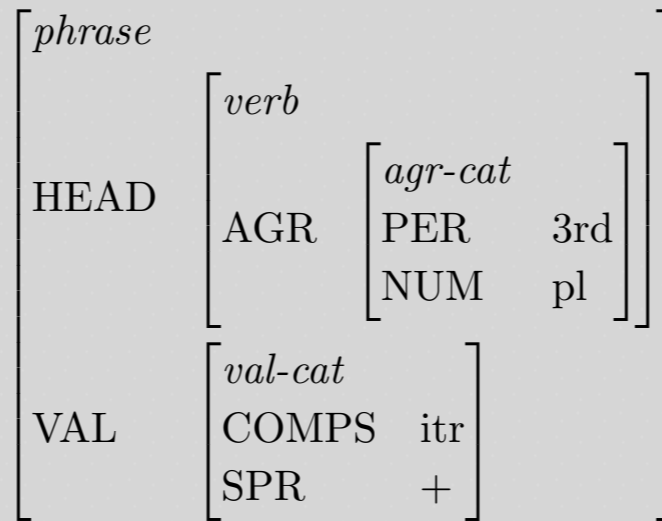 phrase
verb
agr-cat
HEAD
AGR
PER 3rd
NUM pl
val-cat
VAL
COMPS itr
SPR +